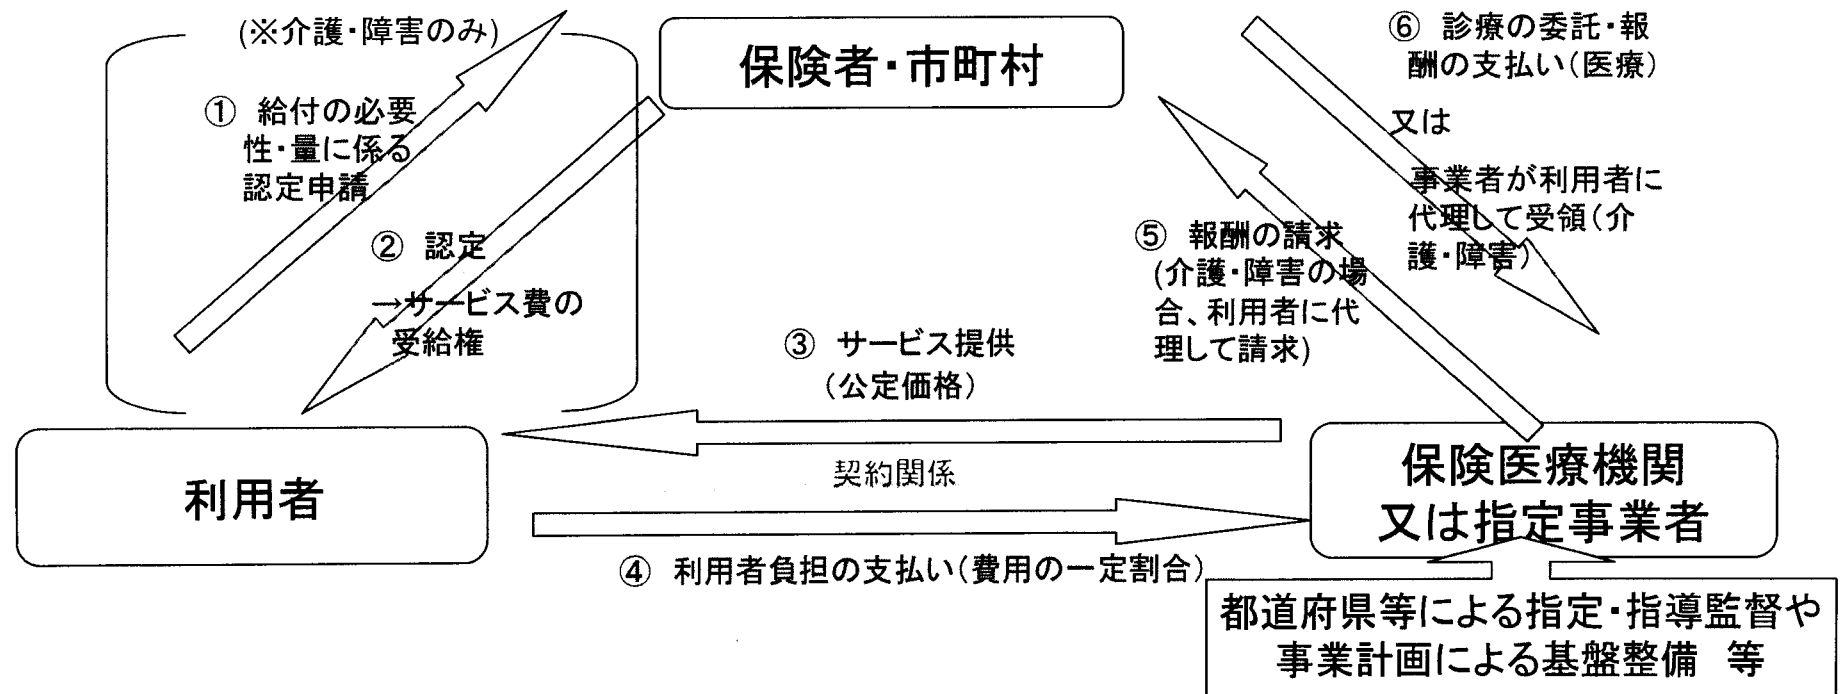 (※介護・障害のみ)
保険者・市町村
① 給付の必要
性・量に係る
認定申請
② 認定
→サービス費の
受給権
③ サービス提供
(公定価格)
契約関係
④ 利用者負担の支払い(費用の一定割合)
⑤ 報酬の請求
(介護・障害の場
合、利用者に代
理して請求)
⑥ 診療の委託・報
酬の支払い(医療)
又は
事業者が利用者に
代理して受領(介
護・障害)
利用者
保険医療機関
又は指定事業者
都道府県等による指定・指導監督や
事業計画による基盤整備 等